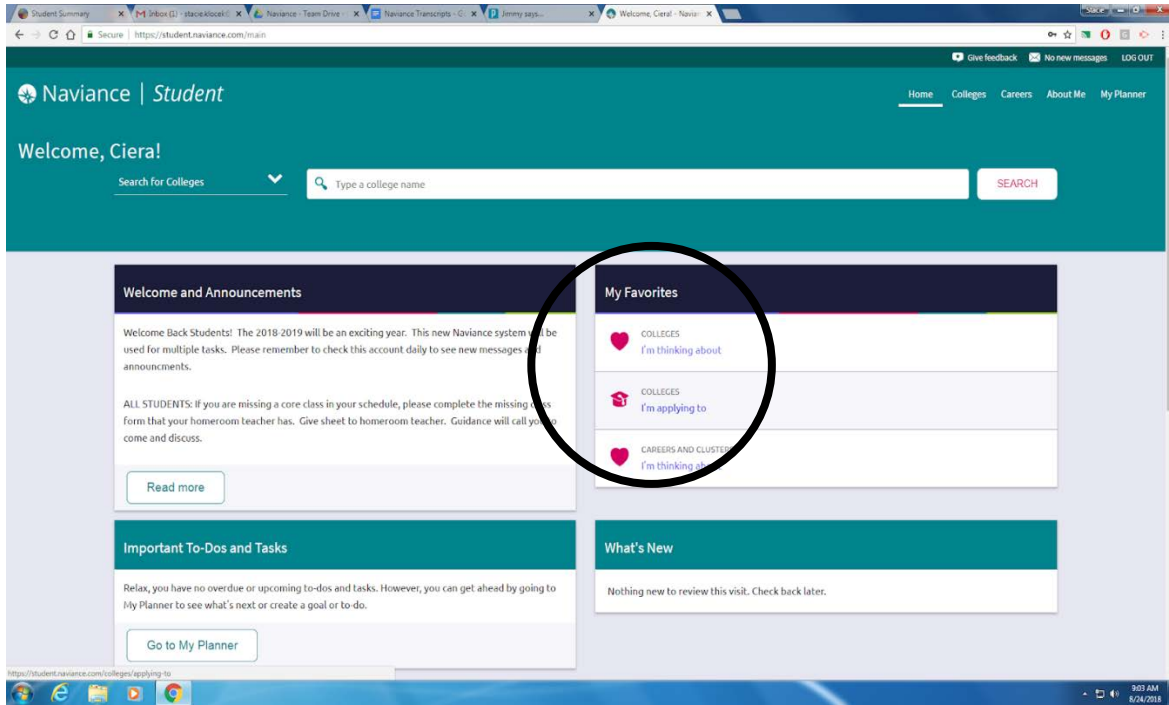 Student Summary
Inbox (1) - stacie.klocek@
Naviance - Team Drive -
Naviance Transcripts - G
Jimmy says...
Welcome, Ciera! - Navian
Secure | https://student.naviance.com/main
Give feedback No new messages LOG OUT
Naviance | Student
Home Colleges Careers About Me My Planner
Welcome, Ciera!
Search for Colleges
Type a college name
SEARCH
Welcome and Announcements
Welcome Back Students! The 2018-2019 will be an exciting year. This new Naviance system will be
used for multiple tasks. Please remember to check this account daily to see new messages and
announcments.
ALL STUDENTS: If you are missing a core class in your schedule, please complete the missing class
form that your homeroom teacher has. Give sheet to homeroom teacher. Guidance will call you to
come and discuss.
Read more
My Favorites
COLLEGES
I'm thinking about
COLLEGES
I'm applying to
CAREERS AND CLUSTERS
I'm thinking about
Important To-Dos and Tasks
Relax, you have no overdue or upcoming to-dos and tasks. However, you can get ahead by going to
My Planner to see what's next or create a goal or to-do.
Go to My Planner
What's New
Nothing new to review this visit. Check back later.
https://student.naviance.com/colleges/applying-to
9:03 AM
8/24/2018